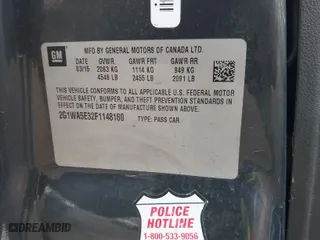 GM
MFD BY GENERAL MOTORS OF CANADA LTD.
DATE GVWR GAWR FRT GAWR RR
03/15 2063 KG 1114 KG 949 KG
4548 LB 2455 LB 2091 LB
THIS VEHICLE CONFORMS TO ALL APPLICABLE U.S. FEDERAL MOTOR
VEHICLE SAFETY, BUMPER, AND THEFT PREVENTION STANDARDS IN
EFFECT ON THE DATE OF MANUFACTURE SHOWN ABOVE.
2G1WA5E32F1148180 TYPE: PASS CAR
POLICE
HOTLINE
1-800-533-9056
©IDREAMBID